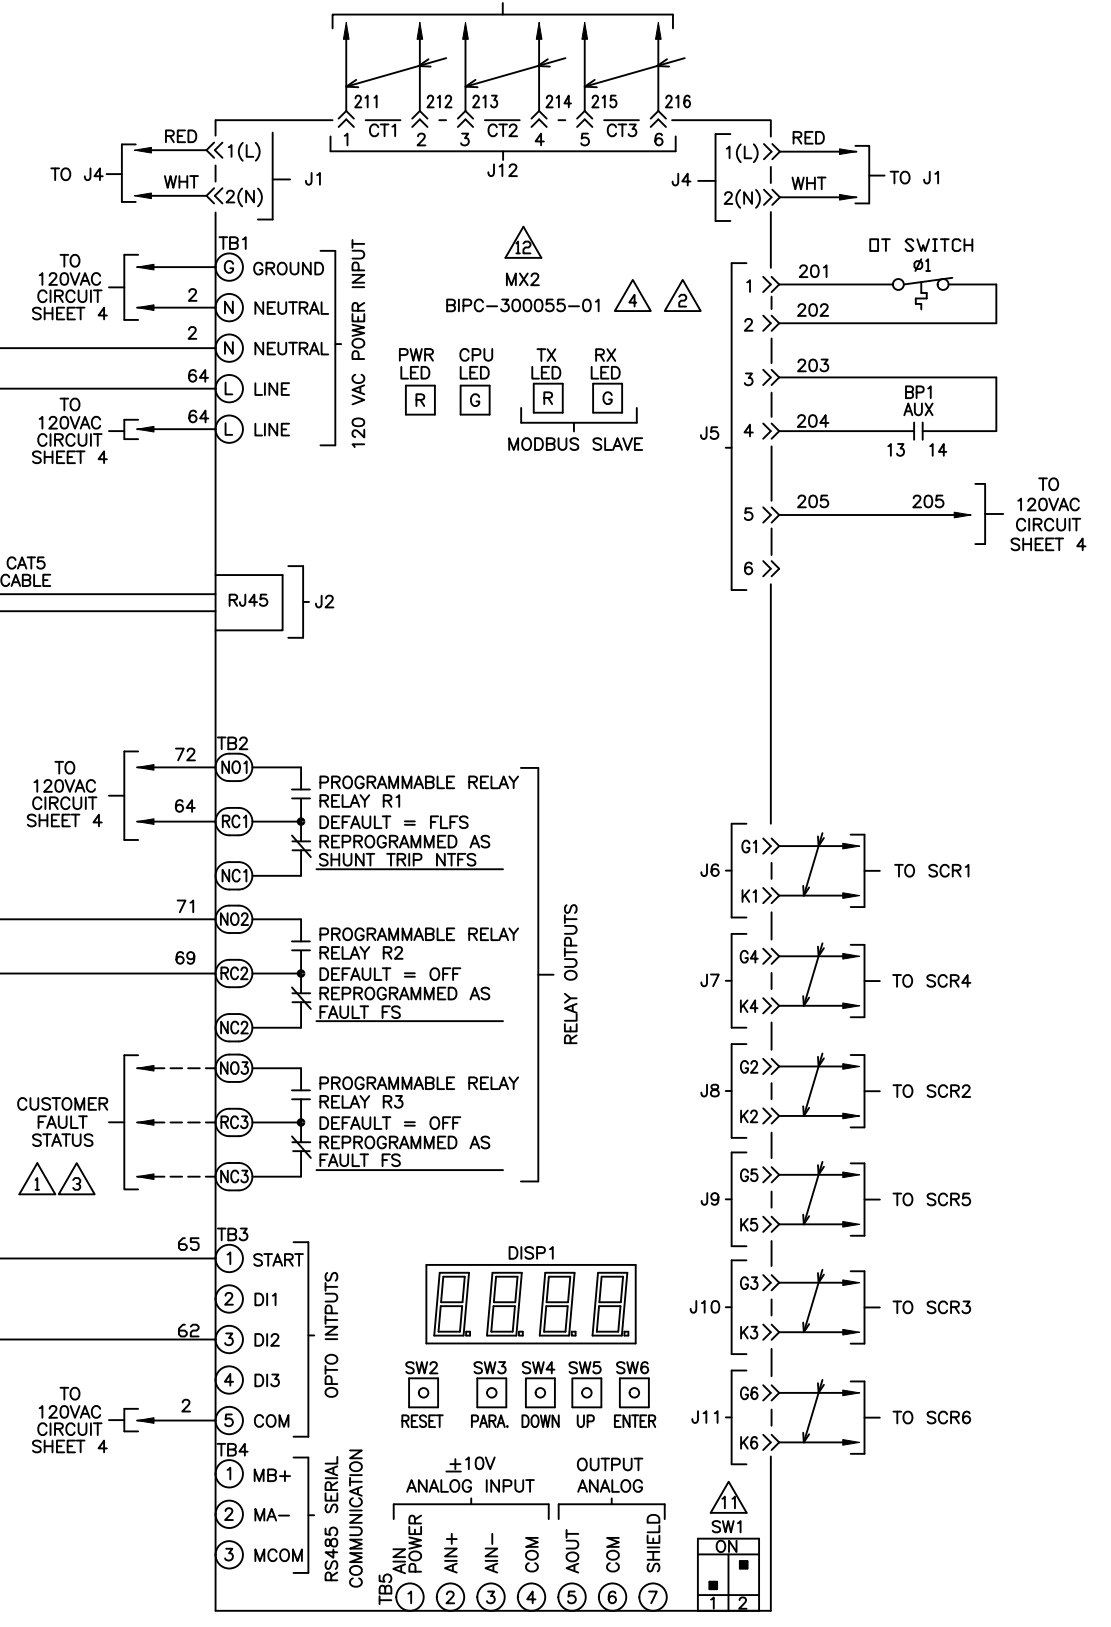 211 212 213 214 215 216
1 CT1 2 - 3 CT2 4 - 5 CT3 6
J12
RED
1(L)
TO J4
WHT
2(N)
J1
1(L)
RED
J4
TO J1
2(N)
WHT
TB1
TO
120VAC
CIRCUIT
SHEET 4
G GROUND
2
N NEUTRAL
2
N NEUTRAL
64
L LINE
TO
120VAC
CIRCUIT
SHEET 4
64
L LINE
120 VAC POWER INPUT
12
MX2
BIPC-300055-01
4
2
PWR
LED
R
CPU
LED
G
TX
LED
R
RX
LED
G
MODBUS SLAVE
OT SWITCH
Ø1
1 201
2 202
3 203
BP1
AUX
4 204
13 14
J5
5 205 205
TO
120VAC
CIRCUIT
SHEET 4
6
CAT5
CABLE
RJ45
J2
TB2
TO
120VAC
CIRCUIT
SHEET 4
72
NO1
64
RC1
NC1
PROGRAMMABLE RELAY
RELAY R1
DEFAULT = FLFS
REPROGRAMMED AS
SHUNT TRIP NTFS
71
NO2
69
RC2
NC2
PROGRAMMABLE RELAY
RELAY R2
DEFAULT = OFF
REPROGRAMMED AS
FAULT FS
CUSTOMER
FAULT
STATUS
1
3
NO3
RC3
NC3
PROGRAMMABLE RELAY
RELAY R3
DEFAULT = OFF
REPROGRAMMED AS
FAULT FS
RELAY OUTPUTS
J6
G1
K1
TO SCR1
J7
G4
K4
TO SCR4
J8
G2
K2
TO SCR2
J9
G5
K5
TO SCR5
J10
G3
K3
TO SCR3
J11
G6
K6
TO SCR6
TB3
65
1 START
2 DI1
62
3 DI2
4 DI3
TO
120VAC
CIRCUIT
SHEET 4
2
5 COM
OPTO INTPUTS
DISP1
8.8.8.8.
SW2 SW3 SW4 SW5 SW6
RESET PARA. DOWN UP ENTER
TB4
1 MB+
2 MA-
3 MCOM
RS485 SERIAL
COMMUNICATION
±10V
ANALOG INPUT
OUTPUT
ANALOG
TB5
AIN
POWER
AIN+
AIN-
COM
AOUT
COM
SHIELD
1 2 3 4 5 6 7
11
SW1
ON
1 2